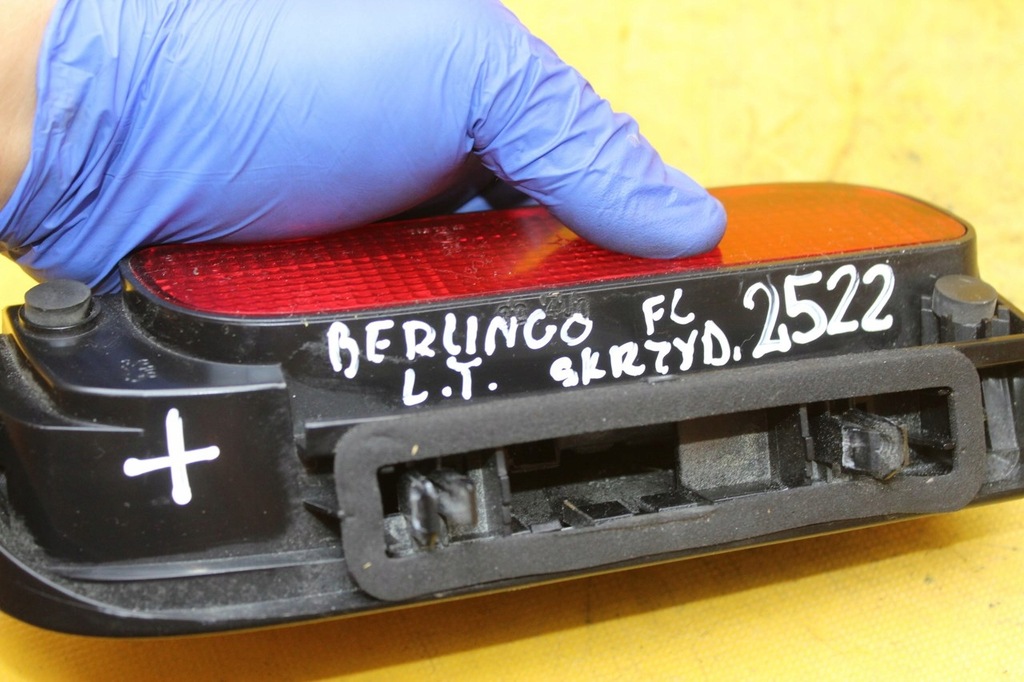 BERLINGO FL 2522
L.T. SKRZYD.
+